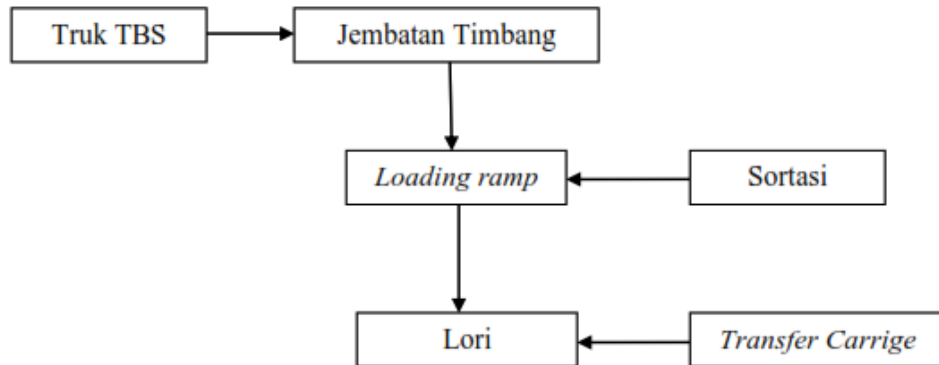 Truk TBS
Jembatan Timbang
Loading ramp
Sortasi
Lori
Transfer Carrige